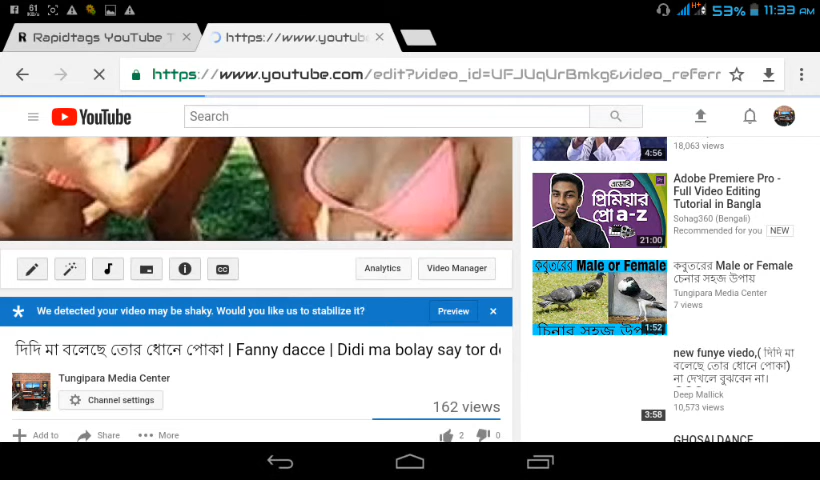 61
KB/s
H+
53%
11:33 AM
R Rapidtags YouTube T
https://www.youtube
https://www.youtube.com/edit?video_id=UFJUqUrBmkg&video_referr
YouTube
Search
4:56
18,063 views
এডোবি
প্রিমিয়ার
প্রো a-z
21:00
Adobe Premiere Pro -
Full Video Editing
Tutorial in Bangla
Sohag360 (Bengali)
Recommended for you NEW
CC
Analytics
Video Manager
কবুতরের Male or Female
চিনার সহজ উপায়
1:52
কবুতরের Male or Female
চেনার সহজ উপায়
Tungipara Media Center
7 views
We detected your video may be shaky. Would you like us to stabilize it?
Preview
দিদি মা বলেছে তোর ধোনে পোকা | Fanny dacce | Didi ma bolay say tor d
Tungipara Media Center
Channel settings
162 views
Add to
Share
More
2
0
new funye viedo,( দিদি মা
বলেছে তোর ধোনে পোকা)
না দেখলে বুঝবেন না।
Deep Mallick
10,573 views
3:58
GHOSALDANCE